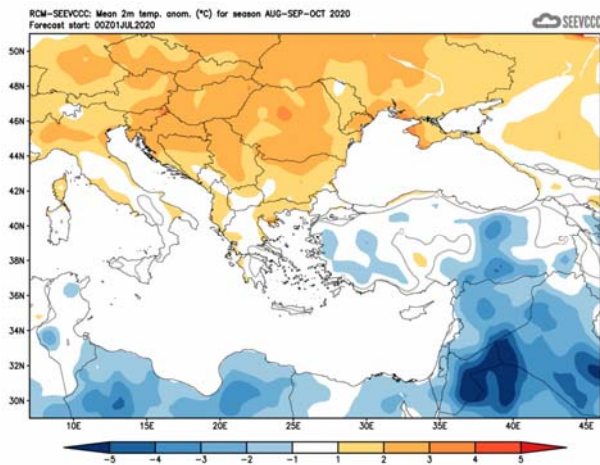 RCM-SEEVCCC: Mean 2m temp. anom. (°C) for season AUG-SEP-OCT 2020
Forecast start: 00Z01JUL2020
SEEVCCC
50N
48N
46N
44N
42N
40N
38N
36N
34N
32N
30N
10E 15E 20E 25E 30E 35E 40E 45E
-5 -4 -3 -2 -1 1 2 3 4 5